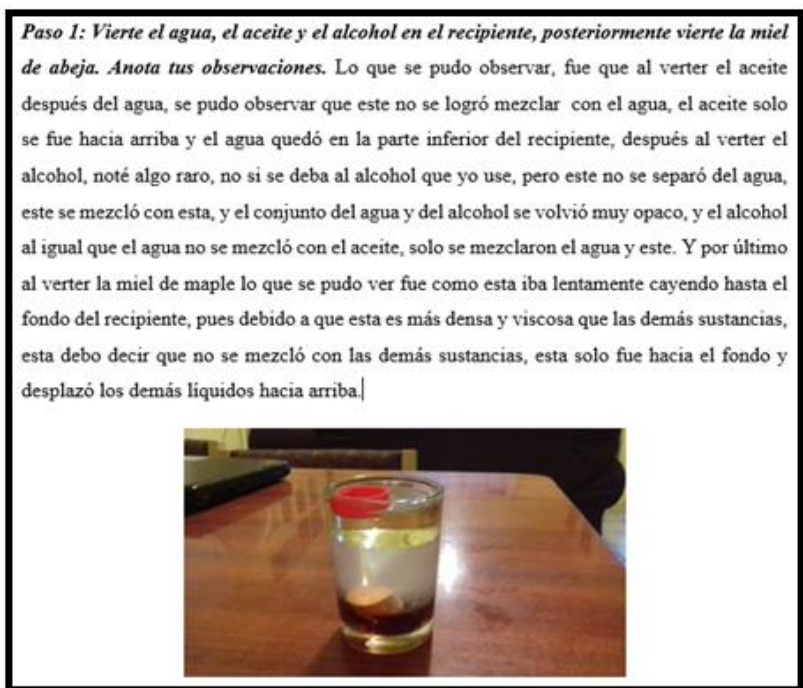 Paso 1: Vierte el agua, el aceite y el alcohol en el recipiente, posteriormente vierte la miel
de abeja. Anota tus observaciones. Lo que se pudo observar, fue que al verter el aceite
después del agua, se pudo observar que este no se logró mezclar con el agua, el aceite solo
se fue hacia arriba y el agua quedó en la parte inferior del recipiente, después al verter el
alcohol, noté algo raro, no si se deba al alcohol que yo use, pero este no se separó del agua,
este se mezcló con esta, y el conjunto del agua y del alcohol se volvió muy opaco, y el alcohol
al igual que el agua no se mezcló con el aceite, solo se mezclaron el agua y este. Y por último
al verter la miel de maple lo que se pudo ver fue como esta iba lentamente cayendo hasta el
fondo del recipiente, pues debido a que esta es más densa y viscosa que las demás sustancias,
esta debo decir que no se mezcló con las demás sustancias, esta solo fue hacia el fondo y
desplazó los demás líquidos hacia arriba.